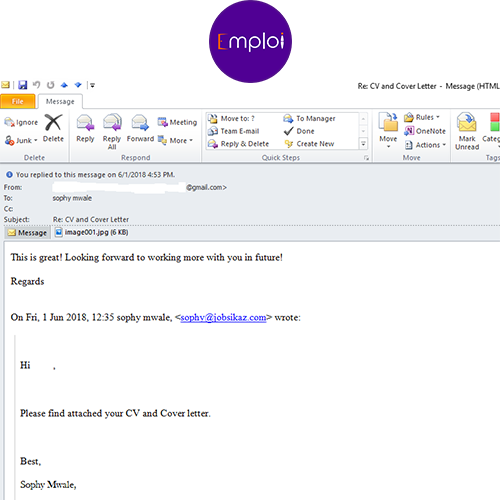 Emploi
Re: CV and Cover Letter - Message (HTML
File Message
Ignore
Junk
Delete
Delete
Reply
Reply All
Forward
Meeting
More
Respond
Move to: ?
Team E-mail
Reply & Delete
To Manager
Done
Create New
Quick Steps
Move
Rules
OneNote
Actions
Move
Mark Unread
Categ
Tags
You replied to this message on 6/1/2018 4:53 PM.
From: @gmail.com>
To: sophy mwale
Cc:
Subject: Re: CV and Cover Letter
Message image001.jpg (6 KB)
This is great! Looking forward to working more with you in future!
Regards
On Fri, 1 Jun 2018, 12:35 sophy mwale, <sophy@jobsikaz.com> wrote:
Hi ,
Please find attached your CV and Cover letter.
Best,
Sophy Mwale,